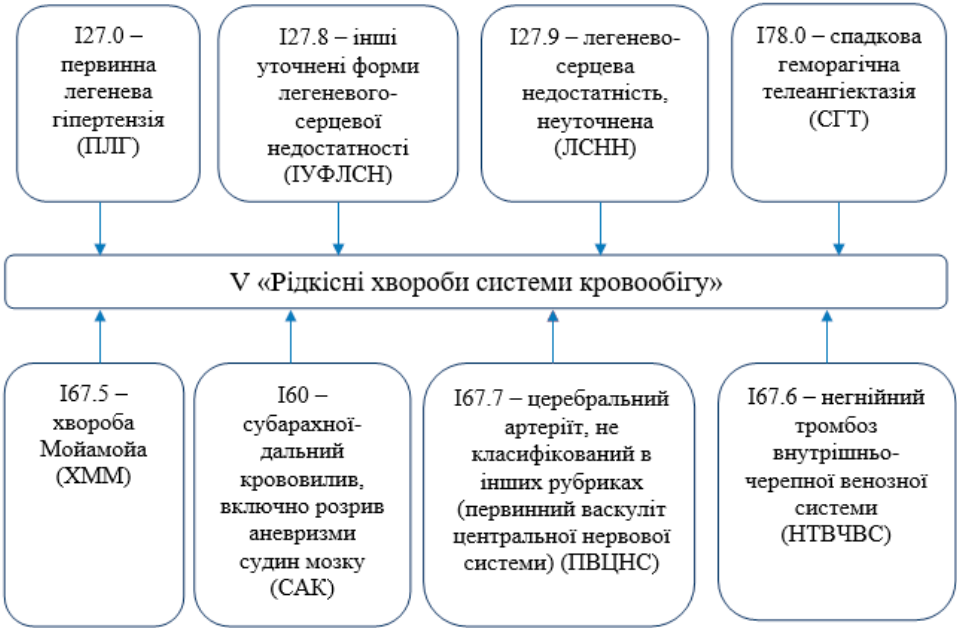 I27.0 –
первинна
легенева
гіпертензія
(ПЛГ)
I27.8 – інші
уточнені форми
легеневого-
серцевої
недостатності
(ІУФЛСН)
I27.9 – легенево-
серцева
недостатність,
неуточнена
(ЛСНН)
I78.0 – спадкова
геморагічна
телеангіектазія
(СГТ)
V «Рідкісні хвороби системи кровообігу»
I67.5 –
хвороба
Мойамойа
(ХММ)
I60 –
субарахної-
дальний
крововилив,
включно розрив
аневризми
судин мозку
(САК)
I67.7 – церебральний
артеріїт, не
класифікований в
інших рубриках
(первинний васкуліт
центральної нервової
системи) (ПВЦНС)
I67.6 – негнійний
тромбоз
внутрішньо-
черепної венозної
системи
(НТВЧВС)